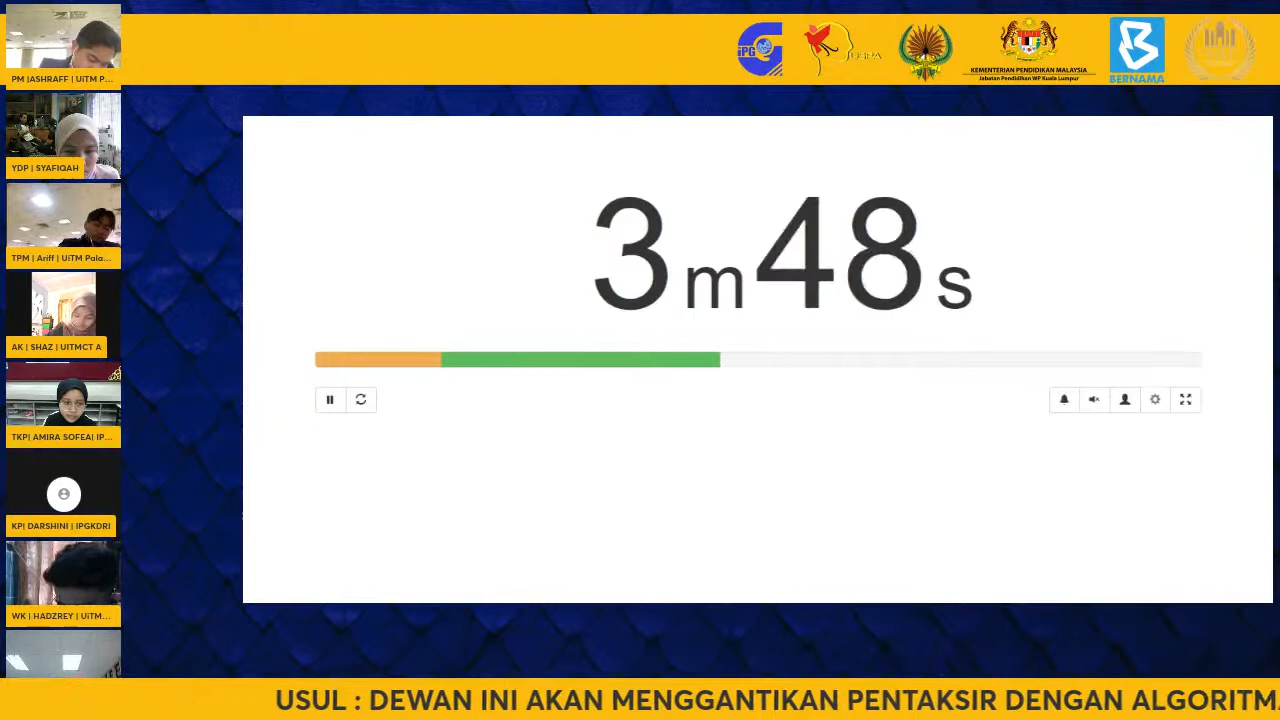 iPG
KEMENTERIAN PENDIDIKAN MALAYSIA
Jabatan Pendidikan WP Kuala Lumpur
BERNAMA
PM |ASHRAFF | UiTM P...
YDP | SYAFIQAH
TPM | Ariff | UiTM Pala...
AK | SHAZ | UITMCT A
TKP| AMIRA SOFEA| IP...
KP| DARSHINI | IPGKDRI
WK | HADZREY | UiTM...
3m48s
USUL : DEWAN INI AKAN MENGGANTIKAN PENTAKSIR DENGAN ALGORITM